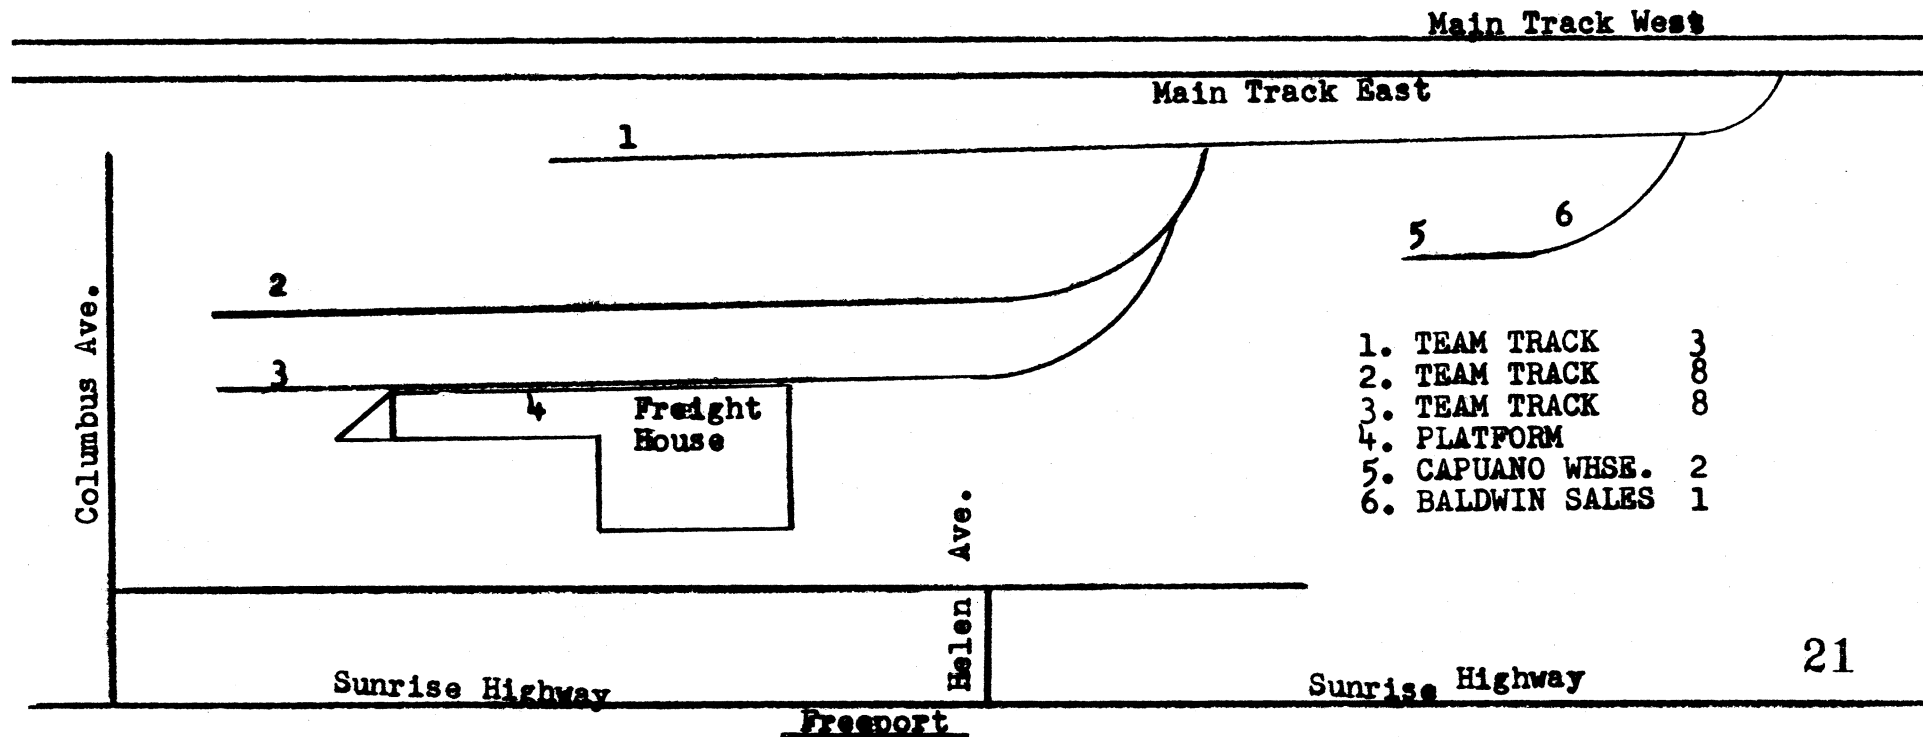 Main Track West
Main Track East
1
2
3
4
5
6
Freight
House
Columbus Ave.
Helen Ave.
1. TEAM TRACK 3
2. TEAM TRACK 8
3. TEAM TRACK 8
4. PLATFORM
5. CAPUANO WHSE. 2
6. BALDWIN SALES 1
21
Sunrise Highway
Sunrise Highway
Freeport